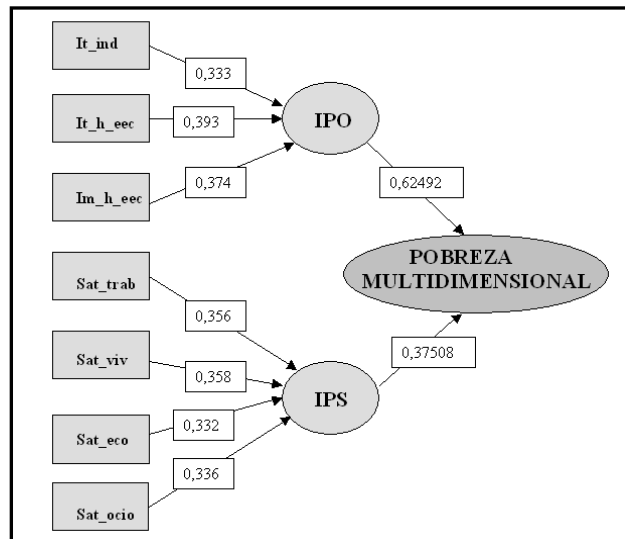 It_ind
0,333
It_h_eec
0,393
IPO
Im_h_eec
0,374
0,62492
POBREZA
MULTIDIMENSIONAL
Sat_trab
0,356
0,37508
Sat_viv
0,358
IPS
Sat_eco
0,332
0,336
Sat_ocio